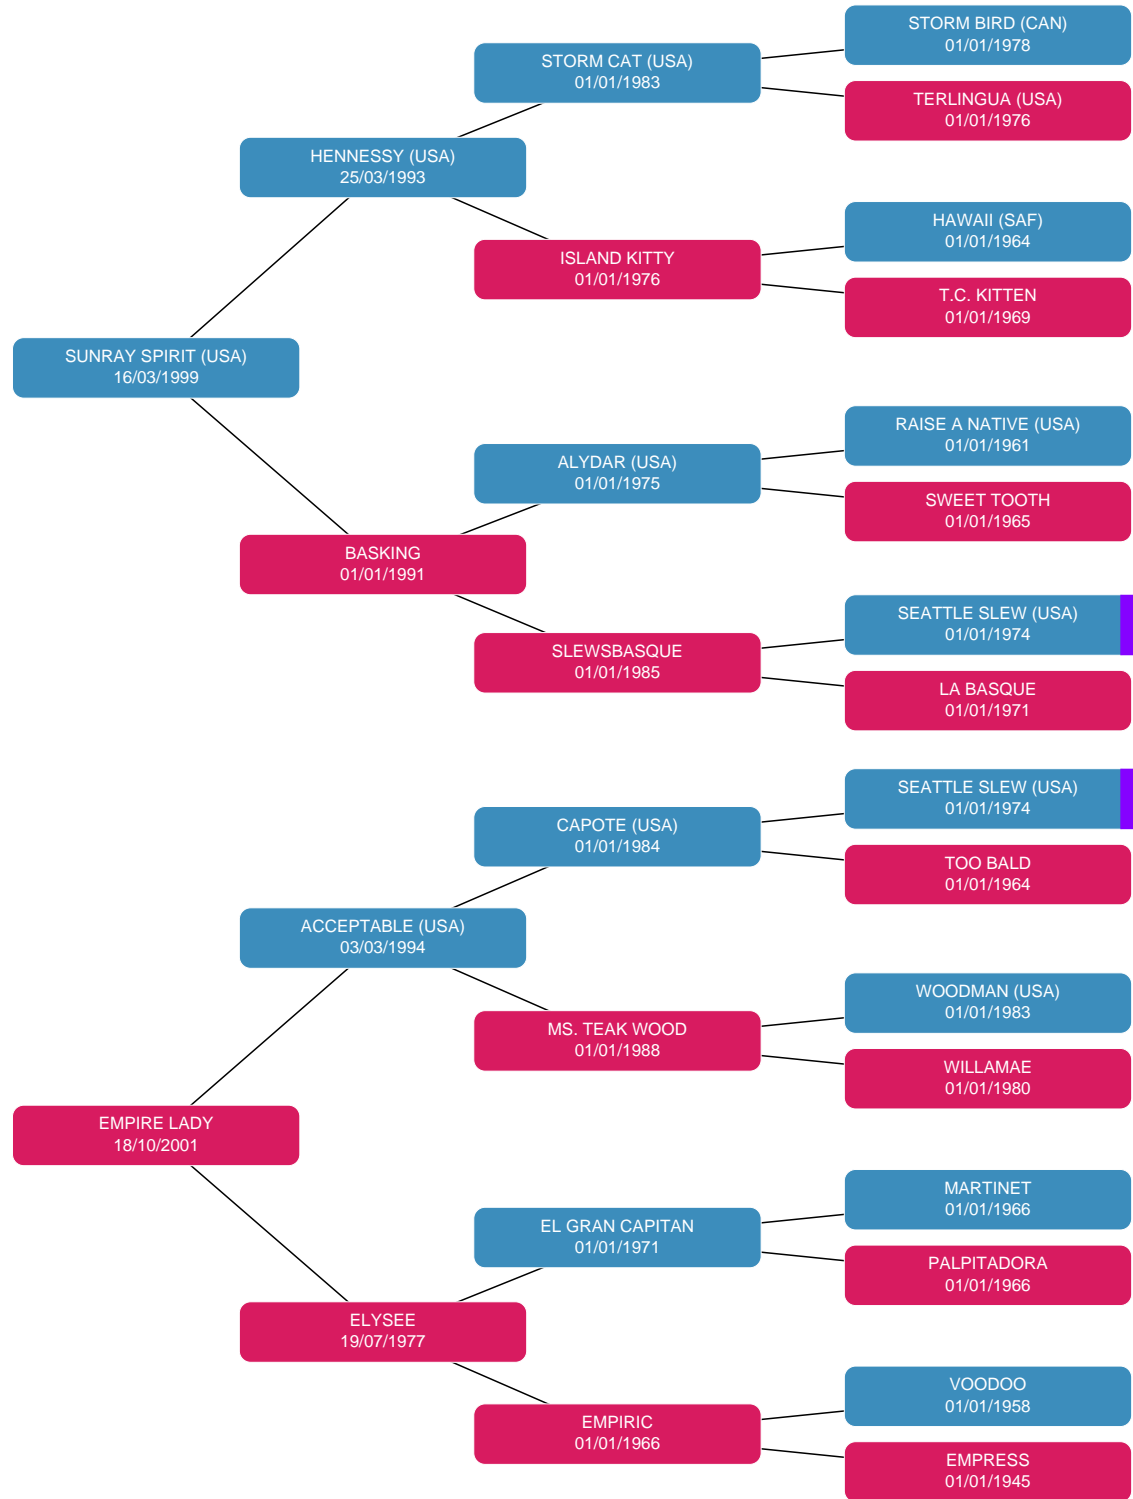 STORM BIRD (CAN)
01/01/1978
STORM CAT (USA)
01/01/1983
TERLINGUA (USA)
01/01/1976
HENNESSY (USA)
25/03/1993
HAWAII (SAF)
01/01/1964
ISLAND KITTY
01/01/1976
T.C. KITTEN
01/01/1969
SUNRAY SPIRIT (USA)
16/03/1999
RAISE A NATIVE (USA)
01/01/1961
ALYDAR (USA)
01/01/1975
SWEET TOOTH
01/01/1965
BASKING
01/01/1991
SEATTLE SLEW (USA)
01/01/1974
SLEWSBASQUE
01/01/1985
LA BASQUE
01/01/1971
SEATTLE SLEW (USA)
01/01/1974
CAPOTE (USA)
01/01/1984
TOO BALD
01/01/1964
ACCEPTABLE (USA)
03/03/1994
WOODMAN (USA)
01/01/1983
MS. TEAK WOOD
01/01/1988
WILLAMAE
01/01/1980
EMPIRE LADY
18/10/2001
MARTINET
01/01/1966
EL GRAN CAPITAN
01/01/1971
PALPITADORA
01/01/1966
ELYSEE
19/07/1977
VOODOO
01/01/1958
EMPIRIC
01/01/1966
EMPRESS
01/01/1945